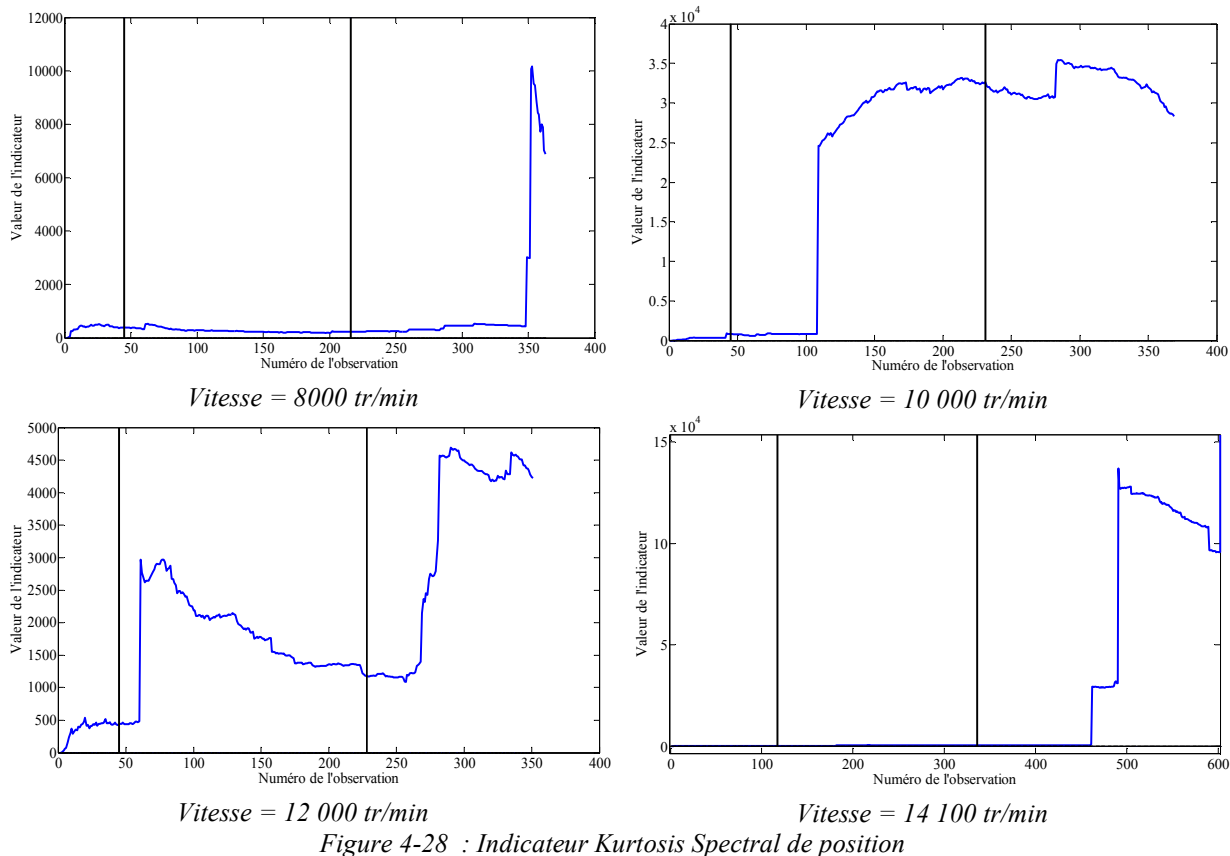 12000
10000
8000
6000
4000
2000
0
Valeur de l'indicateur
0 50 100 150 200 250 300 350 400
Numéro de l'observation
Vitesse = 8000 tr/min
x 10^4
4
3.5
3
2.5
2
1.5
1
0.5
0
Valeur de l'indicateur
0 50 100 150 200 250 300 350 400
Numéro de l'observation
Vitesse = 10 000 tr/min
5000
4500
4000
3500
3000
2500
2000
1500
1000
500
0
Valeur de l'indicateur
0 50 100 150 200 250 300 350 400
Numéro de l'observation
Vitesse = 12 000 tr/min
x 10^4
15
10
5
0
Valeur de l'indicateur
0 100 200 300 400 500 600
Numéro de l'observation
Vitesse = 14 100 tr/min
Figure 4-28 : Indicateur Kurtosis Spectral de position